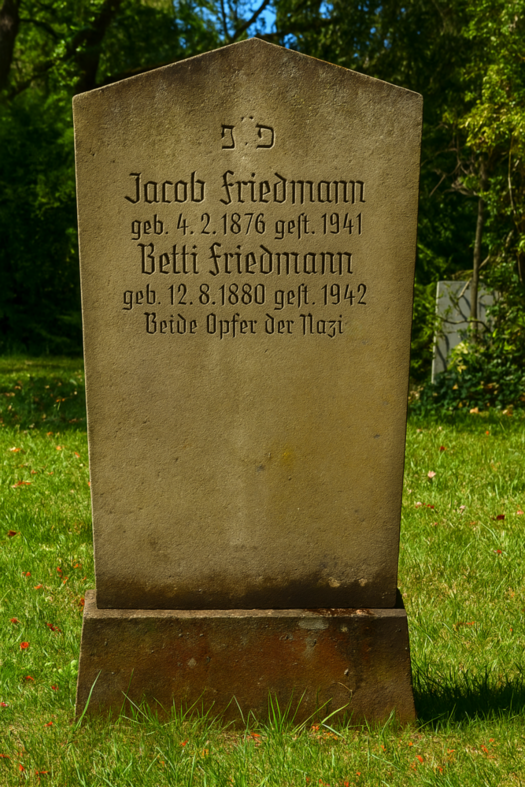 פ״כ
Jacob Friedmann
geb. 4. 2. 1876 geſt. 1941
Betti Friedmann
geb. 12. 8. 1880 geſt. 1942
Beide Opfer der Nazi